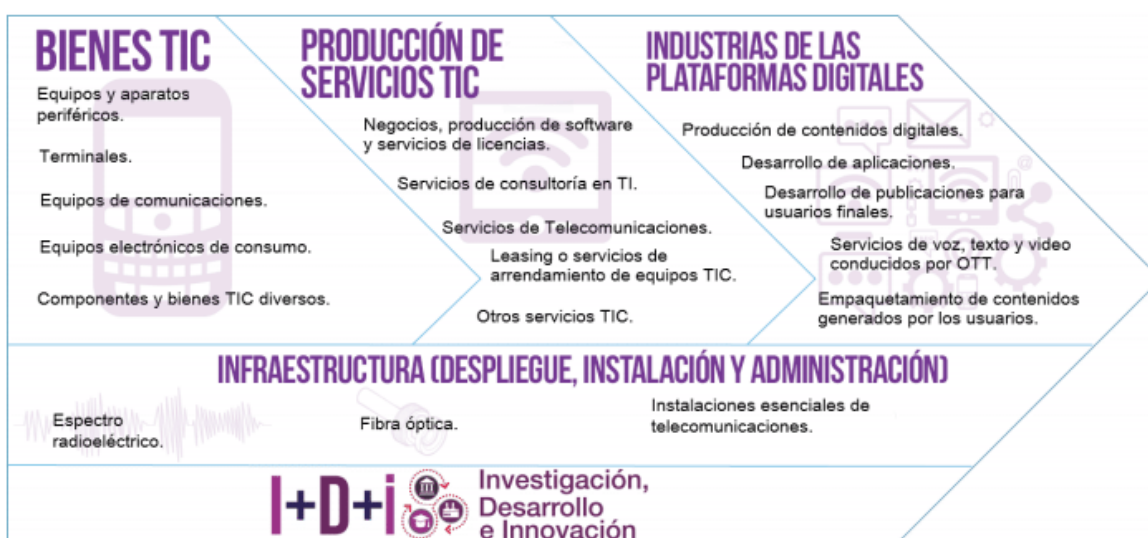 BIENES TIC
Equipos y aparatos
periféricos.
Terminales.
Equipos de comunicaciones.
Equipos electrónicos de consumo.
Componentes y bienes TIC diversos.
PRODUCCIÓN DE
SERVICIOS TIC
Negocios, producción de software
y servicios de licencias.
Servicios de consultoría en TI.
Servicios de Telecomunicaciones.
Leasing o servicios de
arrendamiento de equipos TIC.
Otros servicios TIC.
INDUSTRIAS DE LAS
PLATAFORMAS DIGITALES
Producción de contenidos digitales.
Desarrollo de aplicaciones.
Desarrollo de publicaciones para
usuarios finales.
Servicios de voz, texto y video
conducidos por OTT.
Empaquetamiento de contenidos
generados por los usuarios.
INFRAESTRUCTURA (DESPLIEGUE, INSTALACIÓN Y ADMINISTRACIÓN)
Espectro
radioeléctrico.
Fibra óptica.
Instalaciones esenciales de
telecomunicaciones.
I+D+i
Investigación,
Desarrollo
e Innovación